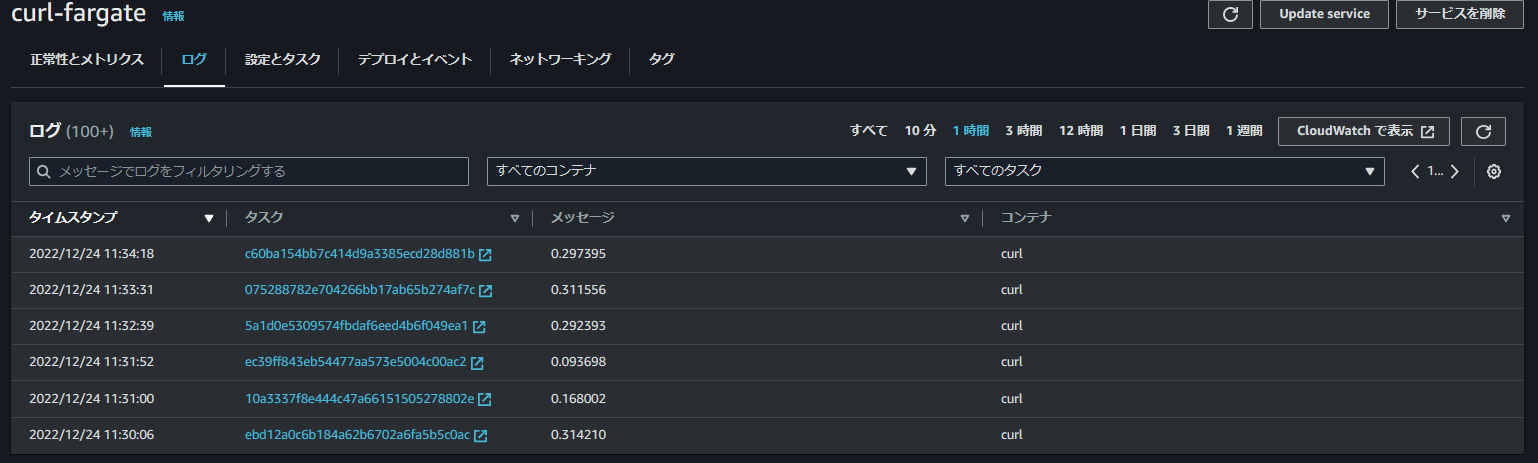 curl-fargate 情報 Update service サービスを削除
正常性とメトリクス ログ 設定とタスク デプロイとイベント ネットワーキング タグ
ログ (100+) 情報 すべて 10 分 1 時間 3 時間 12 時間 1 日間 3 日間 1 週間 CloudWatch で表示
メッセージでログをフィルタリングする すべてのコンテナ すべてのタスク 1...
タイムスタンプ タスク メッセージ コンテナ
2022/12/24 11:34:18 c60ba154bb7c414d9a3385ecd28d881b 0.297395 curl
2022/12/24 11:33:31 075288782e704266bb17ab65b274af7c 0.311556 curl
2022/12/24 11:32:39 5a1d0e5309574fbdaf6eed4b6f049ea1 0.292393 curl
2022/12/24 11:31:52 ec39ff843eb54477aa573e5004c00ac2 0.093698 curl
2022/12/24 11:31:00 10a3337f8e444c47a66151505278802e 0.168002 curl
2022/12/24 11:30:06 ebd12a0c6b184a62b6702a6fa5b5c0ac 0.314210 curl